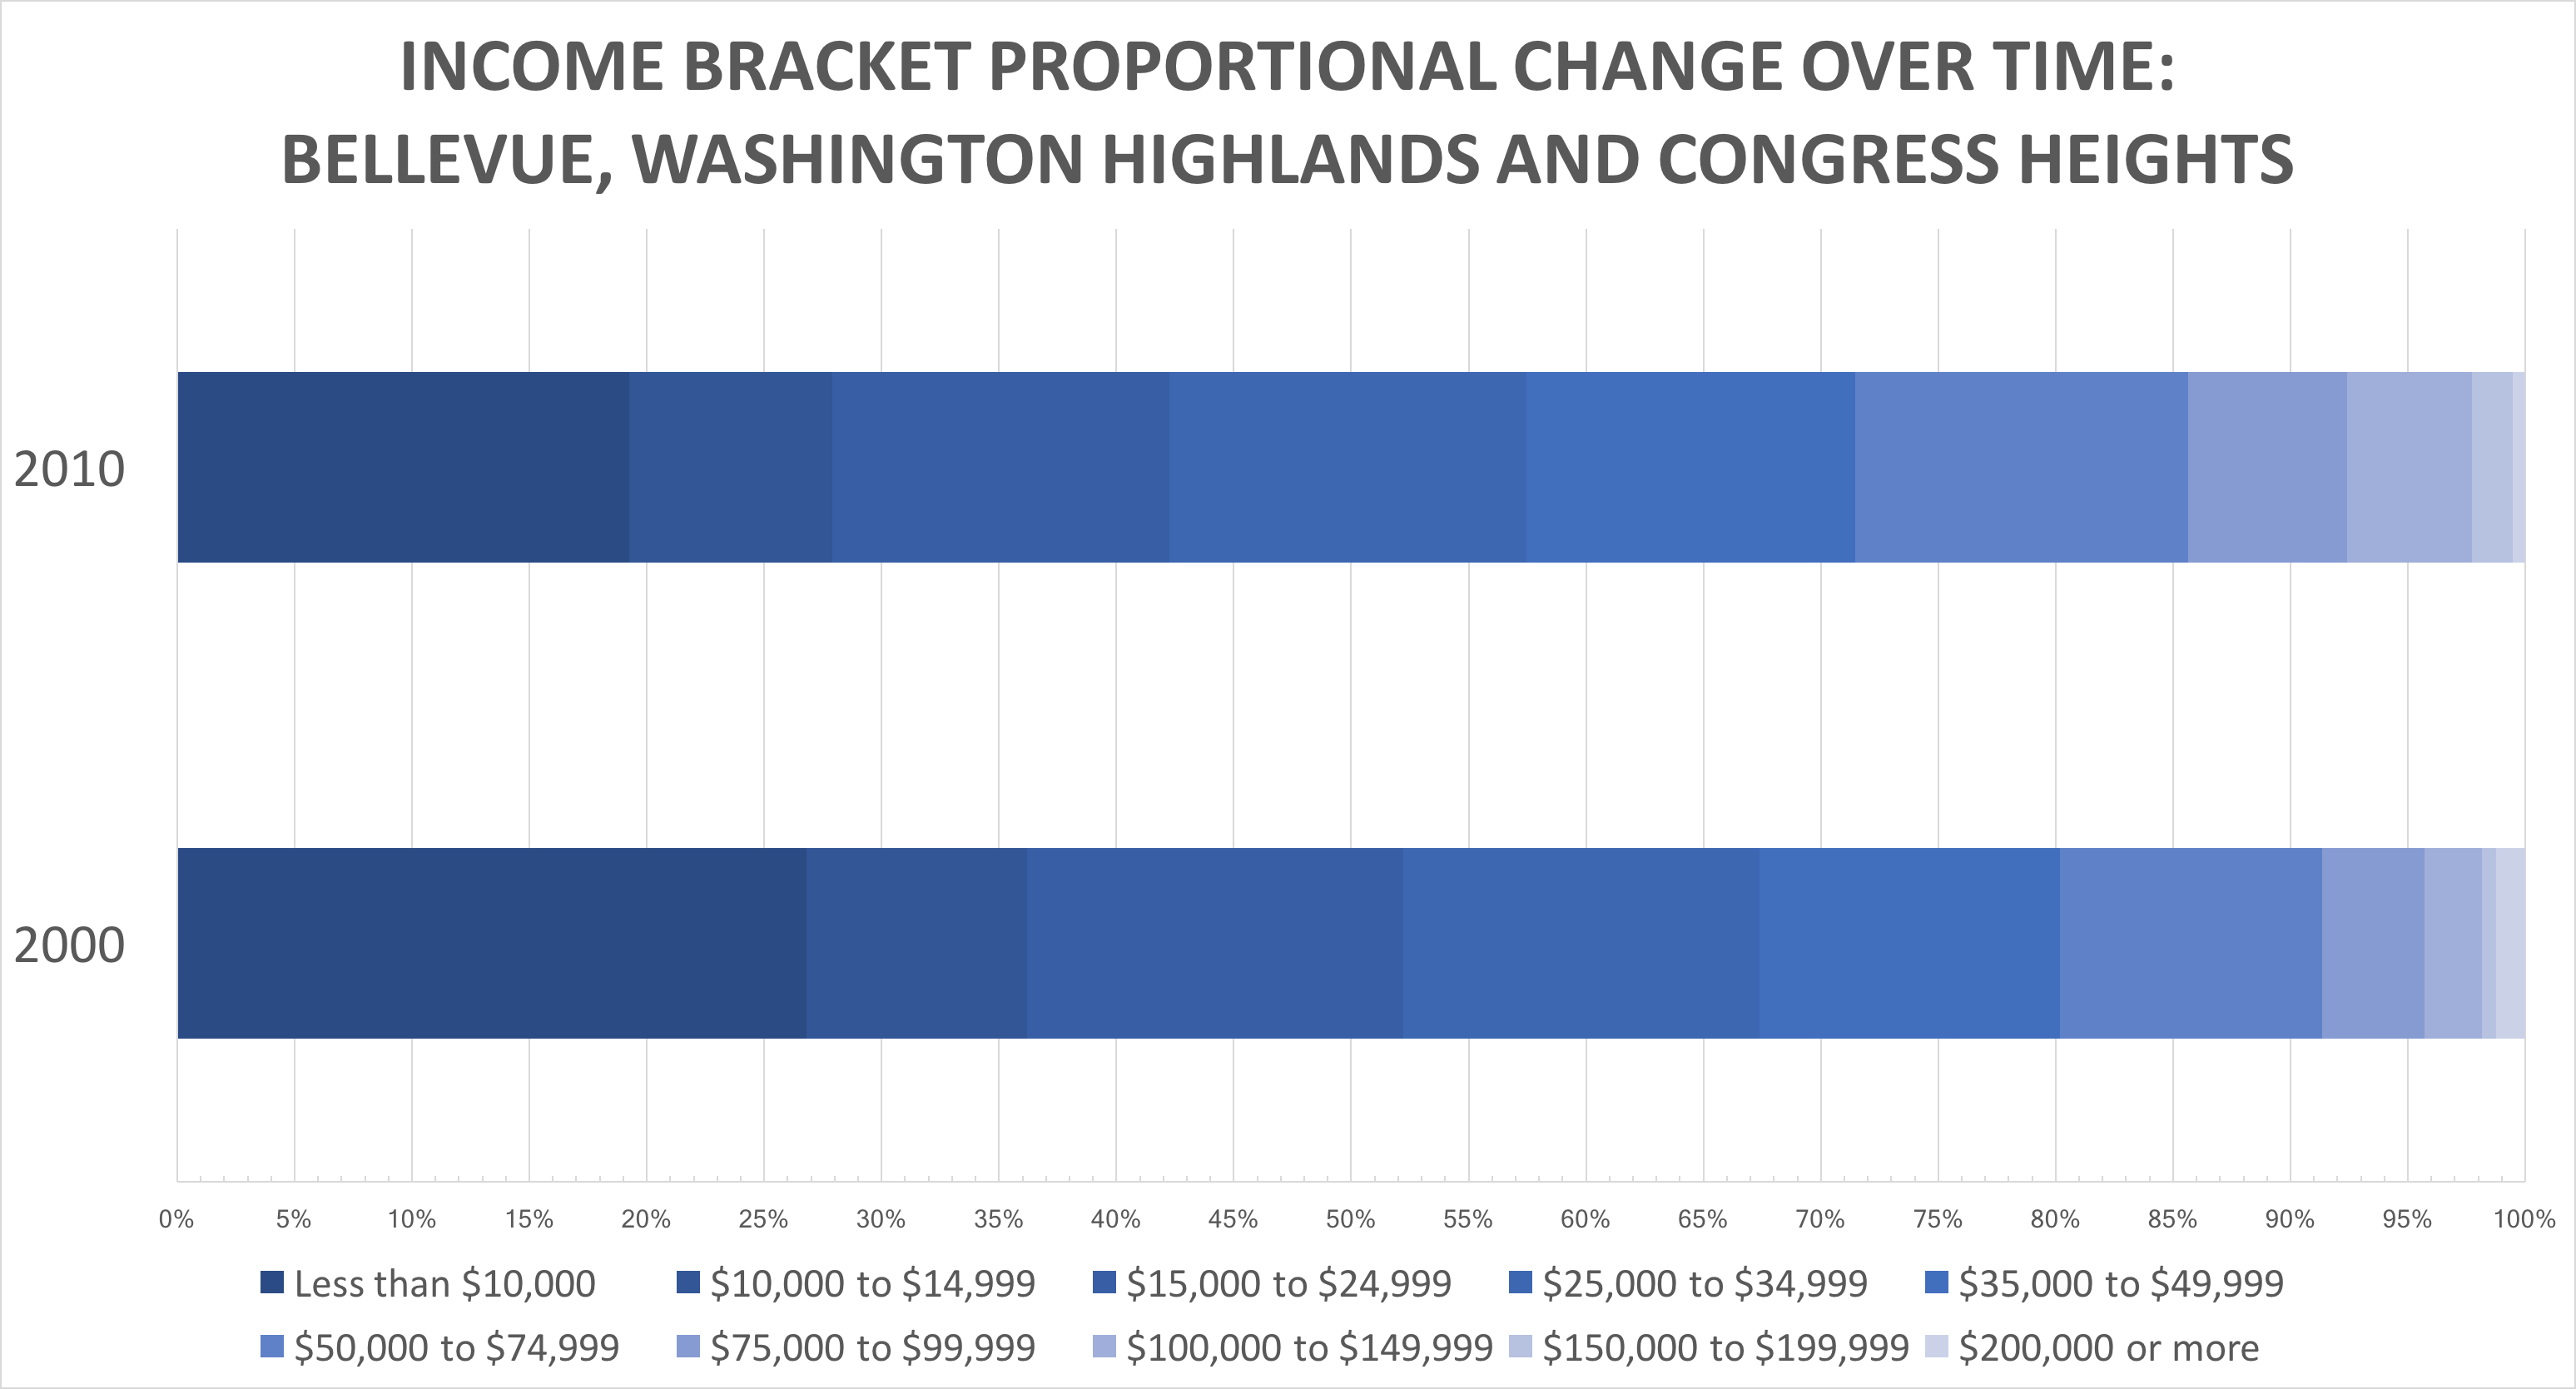 INCOME BRACKET PROPORTIONAL CHANGE OVER TIME:
BELLEVUE, WASHINGTON HIGHLANDS AND CONGRESS HEIGHTS
2010
2000
0% 5% 10% 15% 20% 25% 30% 35% 40% 45% 50% 55% 60% 65% 70% 75% 80% 85% 90% 95% 100%
Less than $10,000 $10,000 to $14,999 $15,000 to $24,999 $25,000 to $34,999 $35,000 to $49,999
$50,000 to $74,999 $75,000 to $99,999 $100,000 to $149,999 $150,000 to $199,999 $200,000 or more